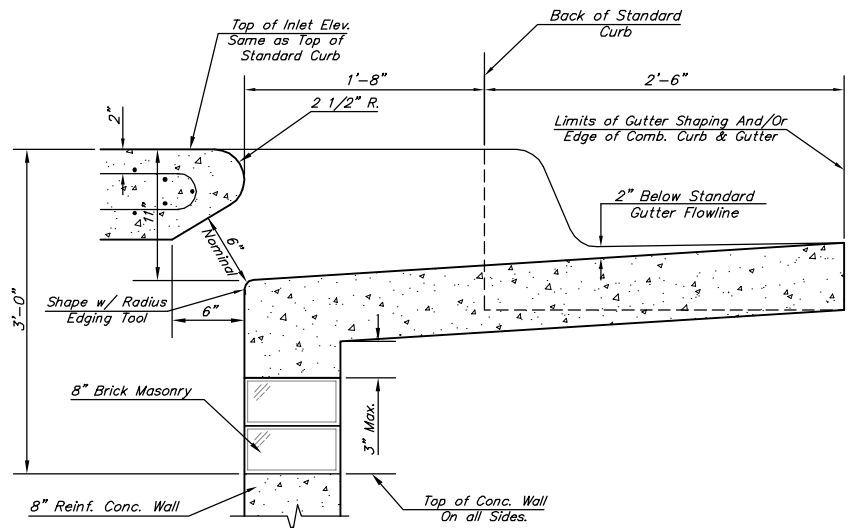 Top of Inlet Elev.
Same as Top of
Standard Curb
Back of Standard
Curb
1'-8"
2'-6"
2 1/2" R.
2"
Limits of Gutter Shaping And/Or
Edge of Comb. Curb & Gutter
11"
2" Below Standard
Gutter Flowline
6"
Nominal
Shape w/ Radius
Edging Tool
6"
3'-0"
8" Brick Masonry
3" Max.
8" Reinf. Conc. Wall
Top of Conc. Wall
On all Sides.